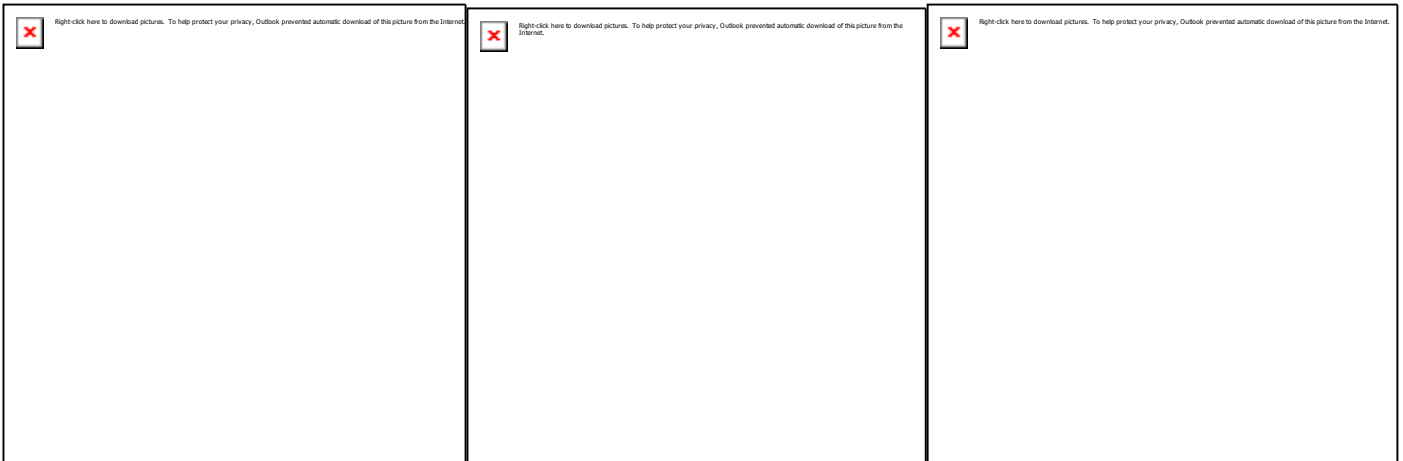 Right-click here to download pictures. To help protect your privacy, Outlook prevented automatic download of this picture from the Internet.
Right-click here to download pictures. To help protect your privacy, Outlook prevented automatic download of this picture from the
Internet.
Right-click here to download pictures. To help protect your privacy, Outlook prevented automatic download of this picture from the Internet.